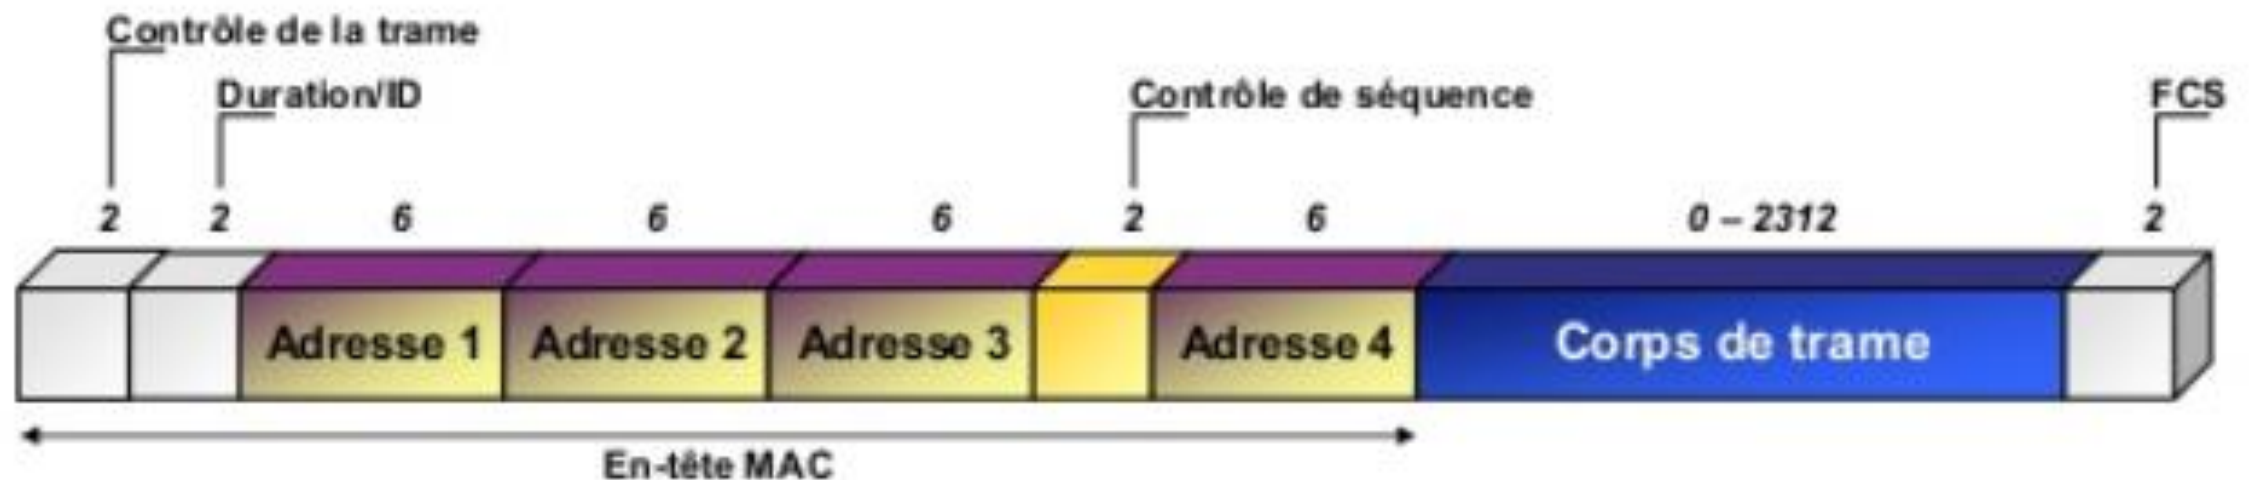 Contrôle de la trame
Duration/ID
Contrôle de séquence
FCS
2 2 6 6 6 2 6 0 – 2312 2
Adresse 1 Adresse 2 Adresse 3 Adresse 4 Corps de trame
En-tête MAC